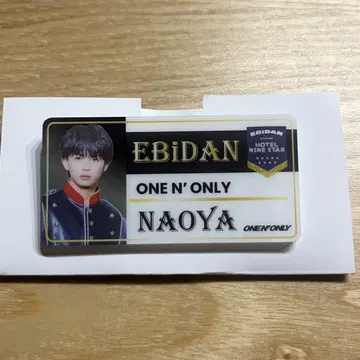 EBiDAN
EBiDAN
HOTEL
NINE STAR
ONE N' ONLY
NAOYA
ONE N' ONLY